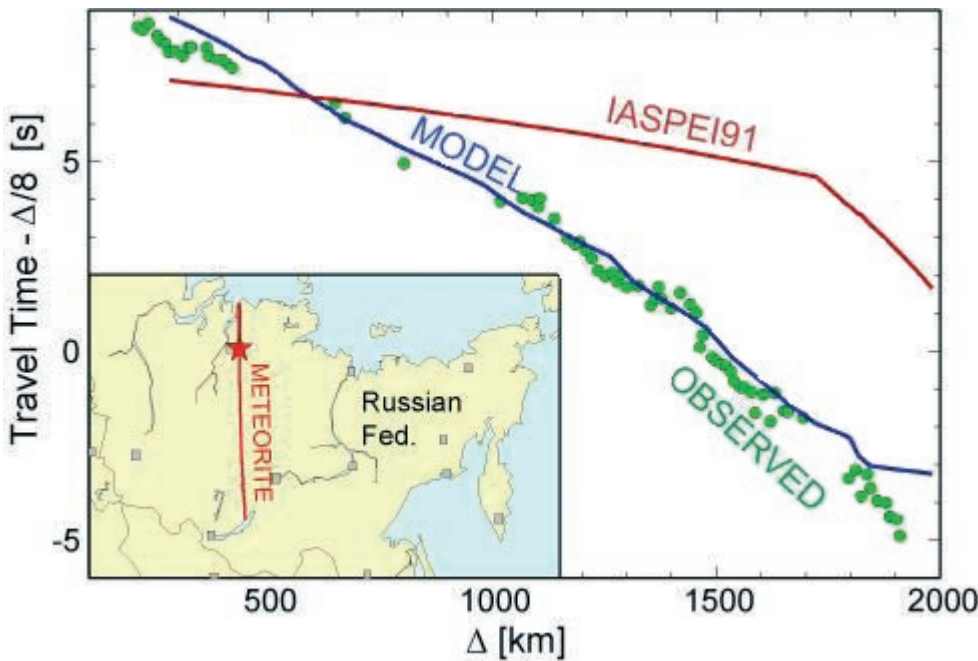 Travel Time - Δ/8 [s]
5
0
-5
IASPEI91
MODEL
OBSERVED
METEORITE
Russian
Fed.
500
1000
1500
2000
Δ [km]